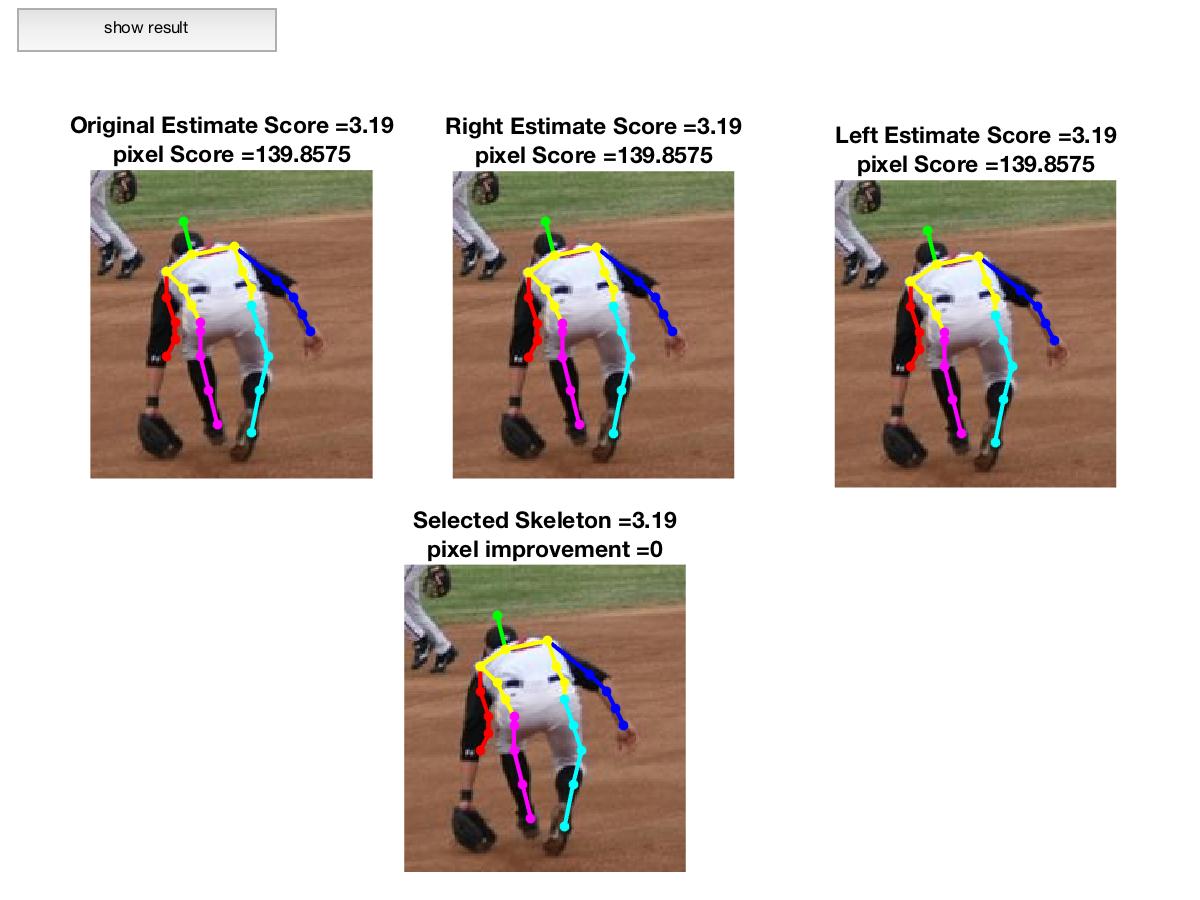 show result
Original Estimate Score =3.19
pixel Score =139.8575
Right Estimate Score =3.19
pixel Score =139.8575
Left Estimate Score =3.19
pixel Score =139.8575
Selected Skeleton =3.19
pixel improvement =0